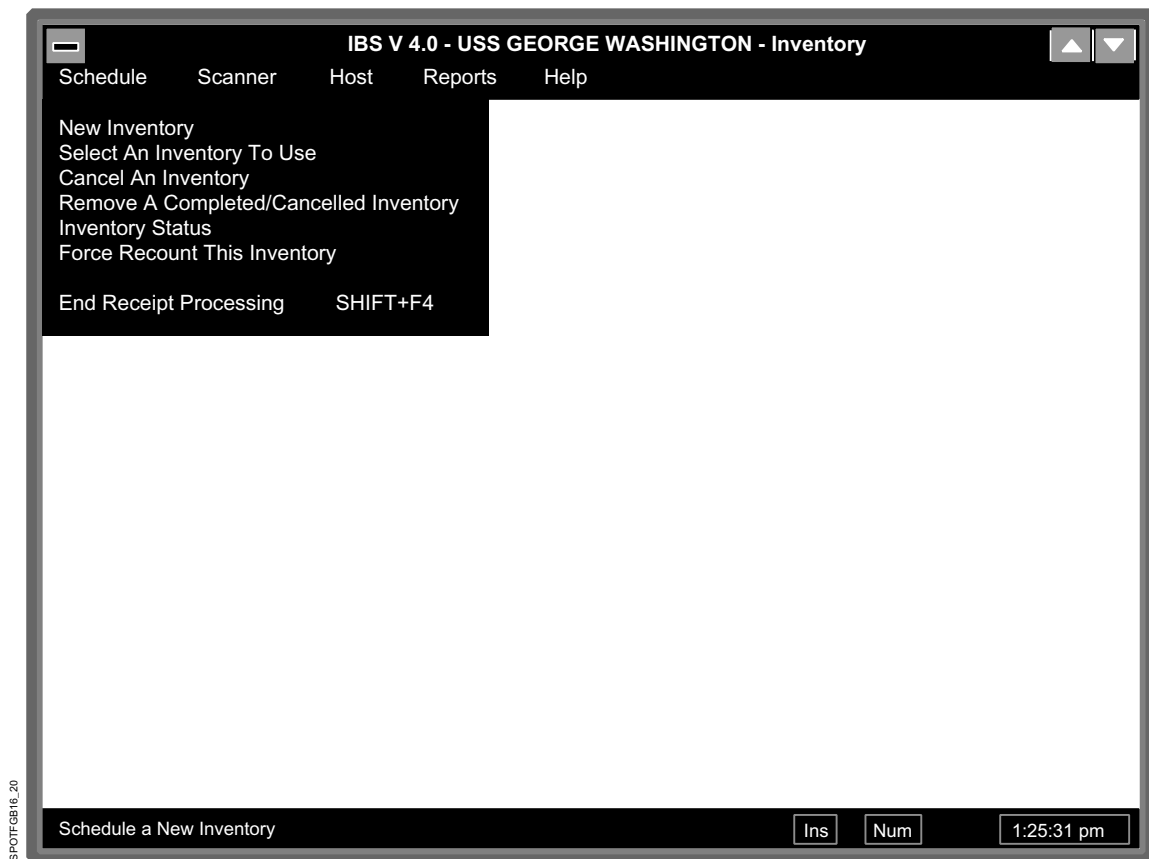 IBS V 4.0 - USS GEORGE WASHINGTON - Inventory
Schedule Scanner Host Reports Help
New Inventory
Select An Inventory To Use
Cancel An Inventory
Remove A Completed/Cancelled Inventory
Inventory Status
Force Recount This Inventory
End Receipt Processing SHIFT+F4
Schedule a New Inventory Ins Num 1:25:31 pm
SPOTFGB16_20